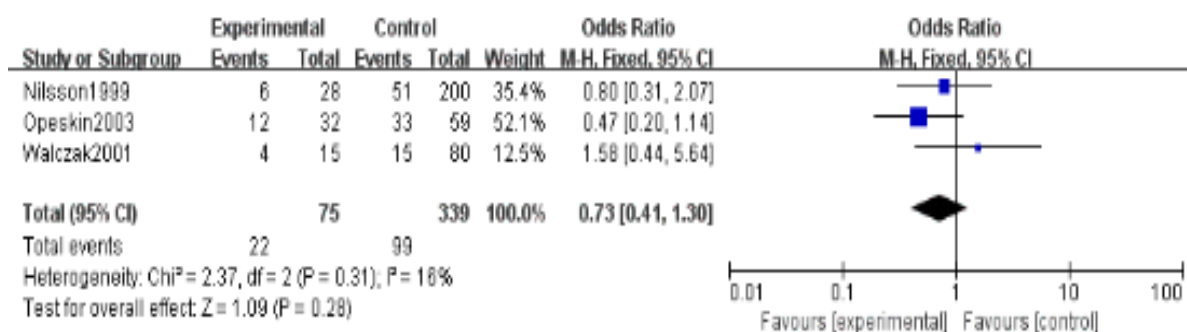 Experimental Control Odds Ratio Odds Ratio
Study or Subgroup Events Total Events Total Weight M-H, Fixed, 95% CI M-H, Fixed, 95% CI
Nilsson1999 6 28 51 200 35.4% 0.80 [0.31, 2.07]
Opeskin2003 12 32 33 59 52.1% 0.47 [0.20, 1.14]
Walczak2001 4 15 15 80 12.5% 1.58 [0.44, 5.64]
Total (95% CI) 75 339 100.0% 0.73 [0.41, 1.30]
Total events 22 99
Heterogeneity: Chi² = 2.37, df = 2 (P = 0.31); I² = 16%
Test for overall effect: Z = 1.09 (P = 0.28)
0.01 0.1 1 10 100
Favours [experimental] Favours [control]